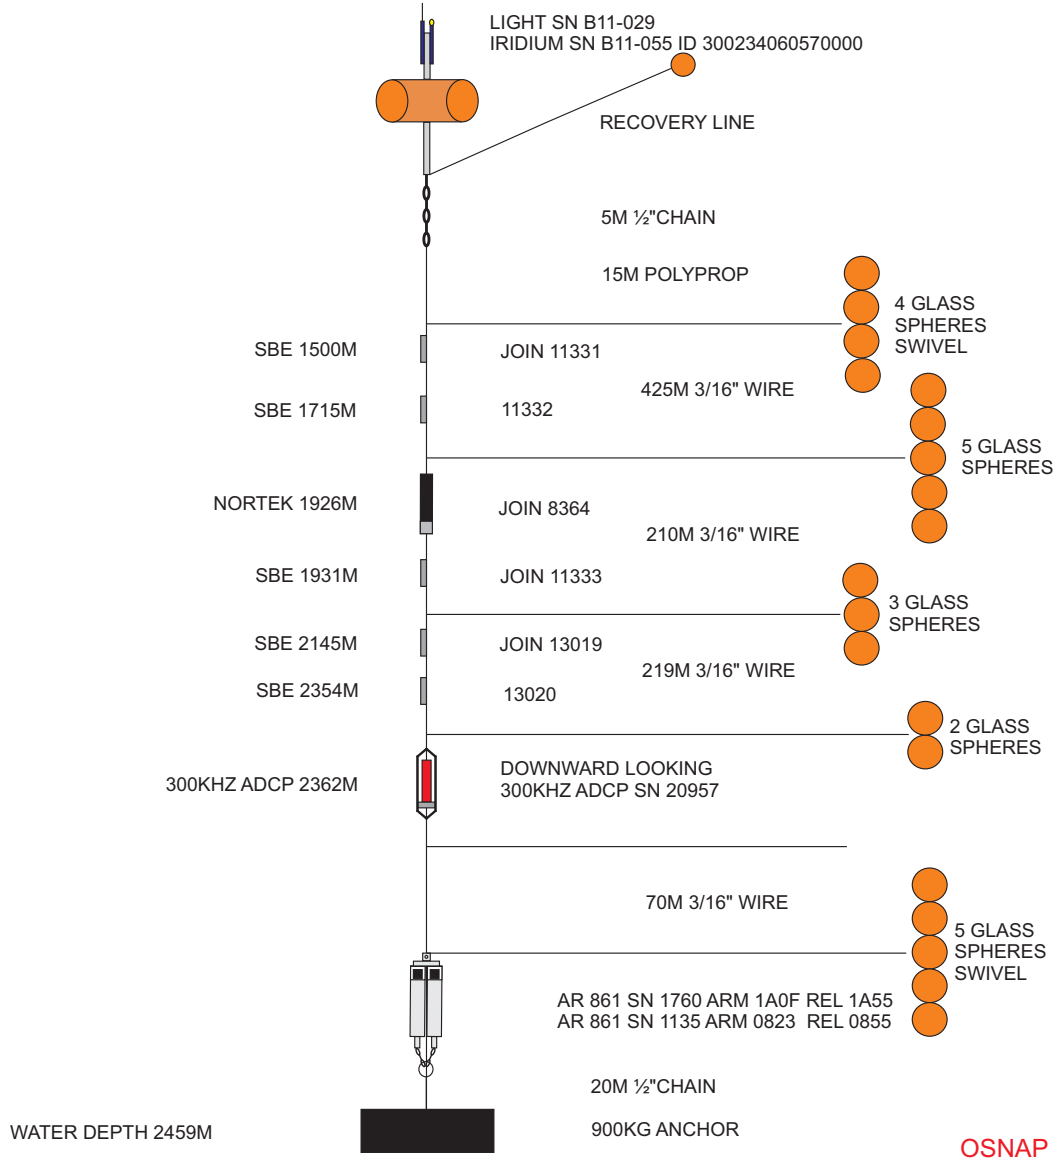 LIGHT SN B11-029
IRIDIUM SN B11-055 ID 300234060570000
RECOVERY LINE
5M ½"CHAIN
15M POLYPROP
4 GLASS
SPHERES
SWIVEL
SBE 1500M
JOIN 11331
425M 3/16" WIRE
SBE 1715M
11332
5 GLASS
SPHERES
NORTEK 1926M
JOIN 8364
210M 3/16" WIRE
SBE 1931M
JOIN 11333
3 GLASS
SPHERES
SBE 2145M
JOIN 13019
219M 3/16" WIRE
SBE 2354M
13020
2 GLASS
SPHERES
300KHZ ADCP 2362M
DOWNWARD LOOKING
300KHZ ADCP SN 20957
70M 3/16" WIRE
5 GLASS
SPHERES
SWIVEL
AR 861 SN 1760 ARM 1A0F REL 1A55
AR 861 SN 1135 ARM 0823  REL 0855
20M ½"CHAIN
WATER DEPTH 2459M
900KG ANCHOR
OSNAP